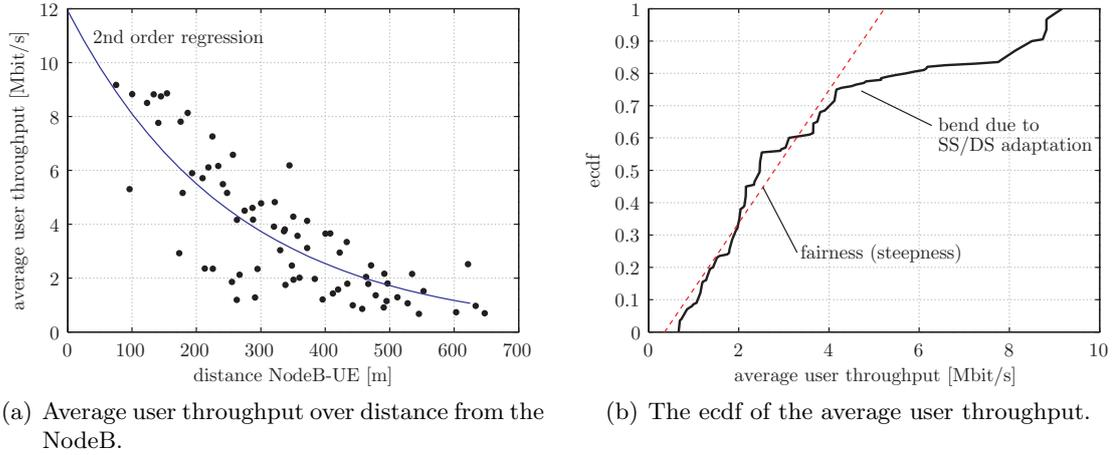 12
10
8
6
4
2
0
average user throughput [Mbit/s]
2nd order regression
0 100 200 300 400 500 600 700
distance NodeB-UE [m]
(a) Average user throughput over distance from the
NodeB.
1
0.9
0.8
0.7
0.6
0.5
0.4
0.3
0.2
0.1
0
ecdf
bend due to
SS/DS adaptation
fairness (steepness)
0 2 4 6 8 10
average user throughput [Mbit/s]
(b) The ecdf of the average user throughput.